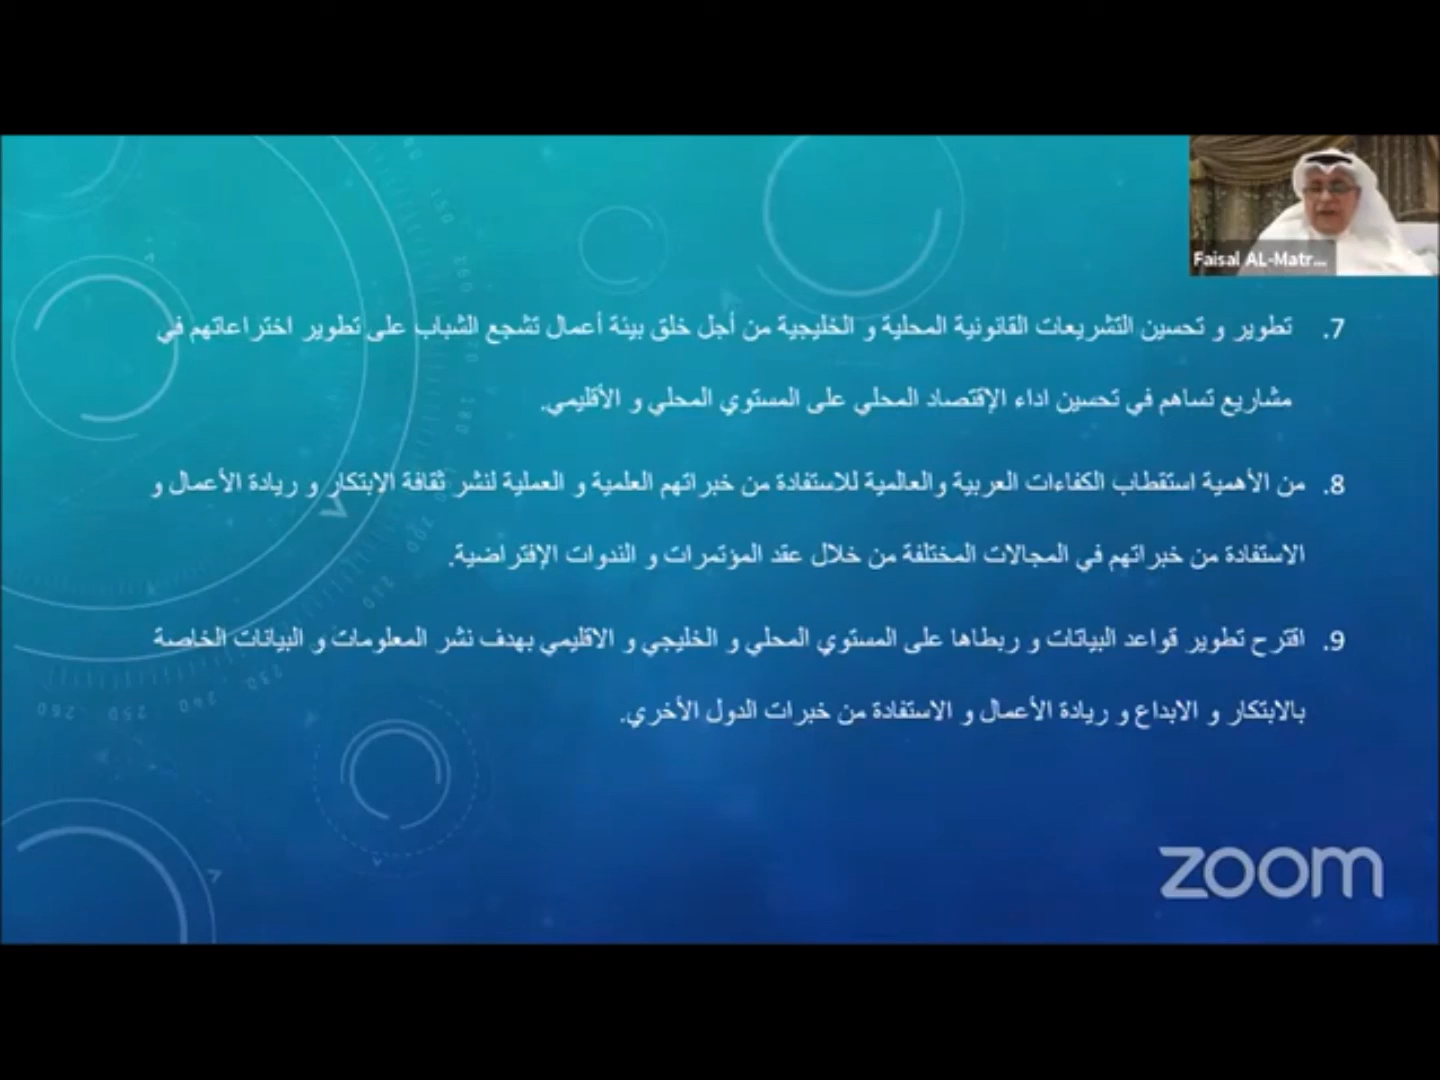 Faisal AL-Matr...
7. تطوير و تحسين التشريعات القانونية المحلية و الخليجية من أجل خلق بيئة أعمال تشجع الشباب على تطوير اختراعاتهم في
مشاريع تساهم في تحسين اداء الإقتصاد المحلي على المستوي المحلي و الأقليمي.
8. من الأهمية استقطاب الكفاءات العربية والعالمية للاستفادة من خبراتهم العلمية و العملية لنشر ثقافة الابتكار و ريادة الأعمال و
الاستفادة من خبراتهم في المجالات المختلفة من خلال عقد المؤتمرات و الندوات الإفتراضية.
9. اقترح تطوير قواعد البيانات و ربطاها على المستوي المحلي و الخليجي و الاقليمي بهدف نشر المعلومات و البيانات الخاصة
بالابتكار و الابداع و ريادة الأعمال و الاستفادة من خبرات الدول الأخري.
zoom